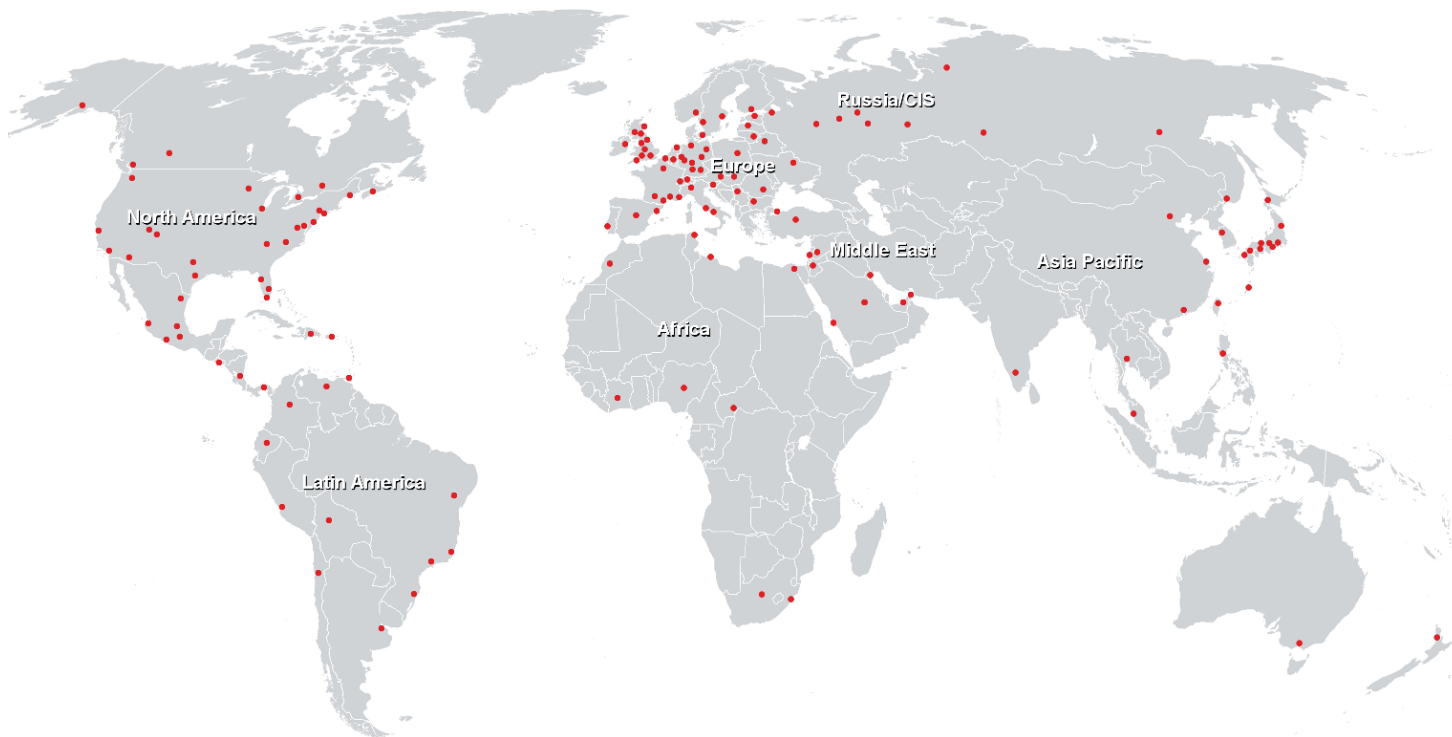 Russia/CIS
Europe
North America
Middle East
Asia Pacific
Africa
Latin America